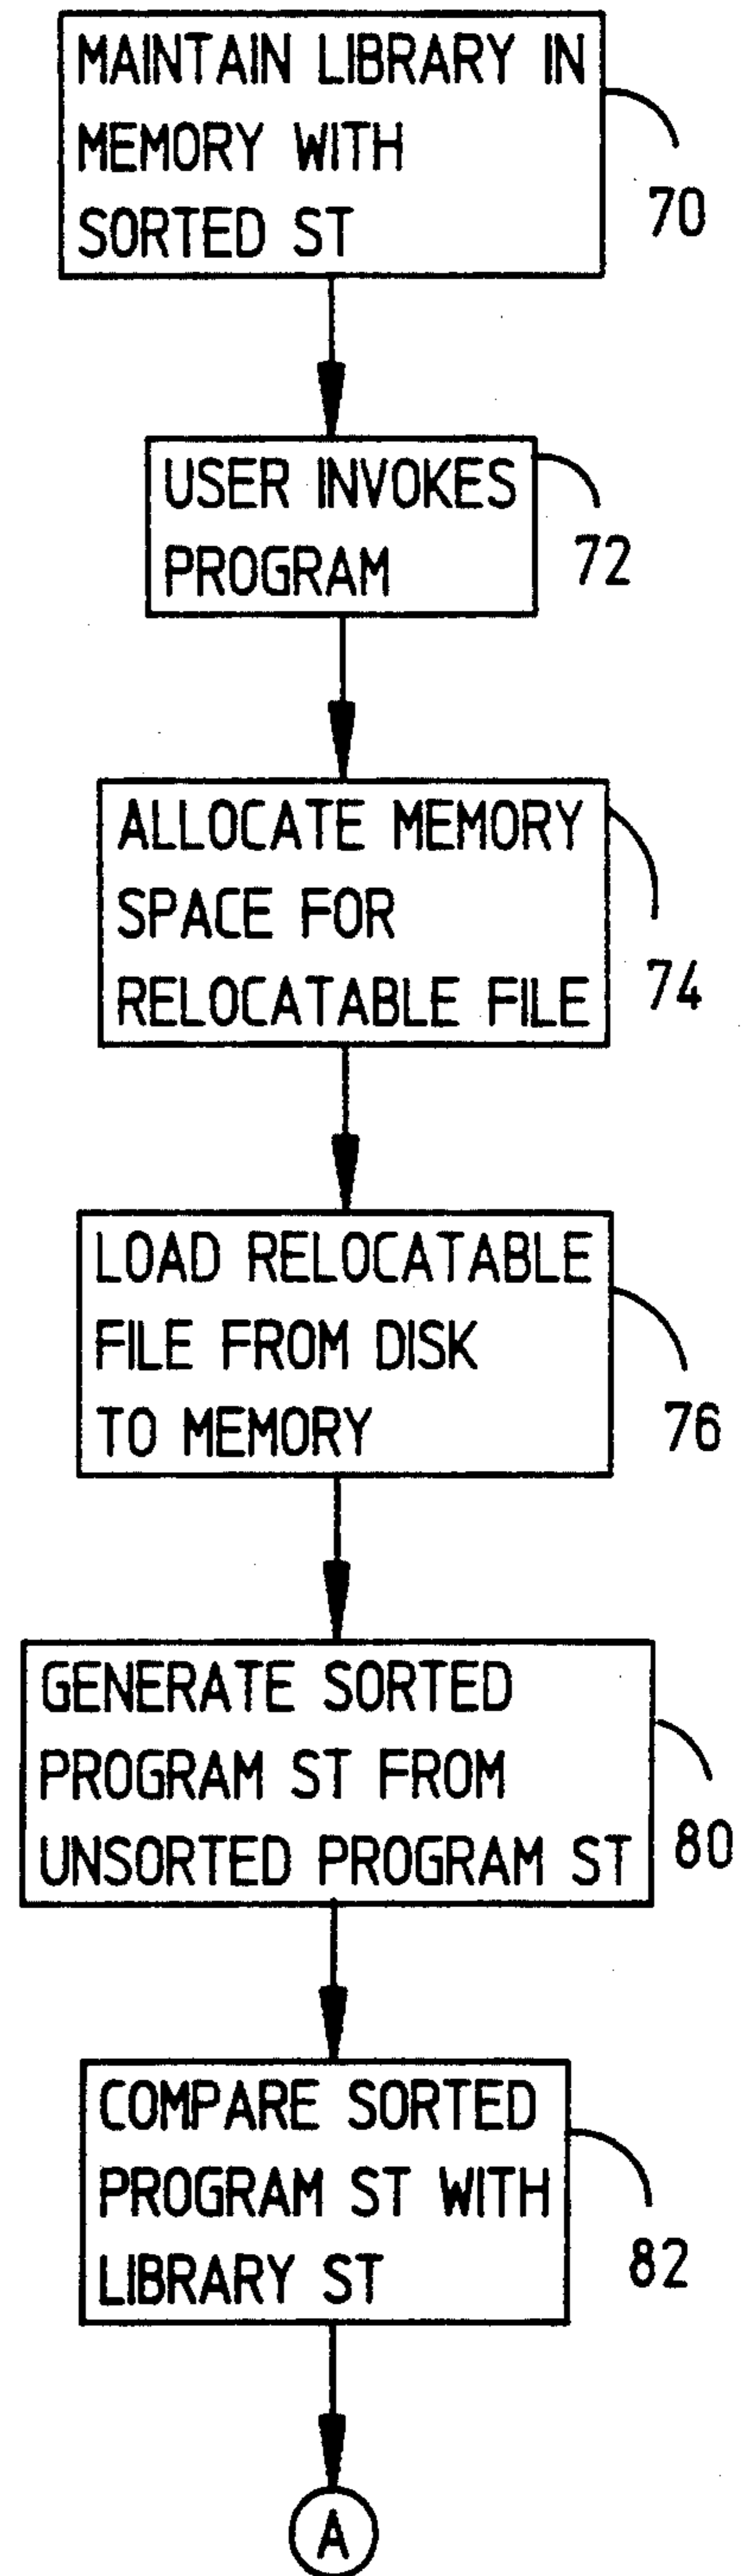 MAINTAIN LIBRARY IN
MEMORY WITH
SORTED ST
70
USER INVOKES
PROGRAM
72
ALLOCATE MEMORY
SPACE FOR
RELOCATABLE FILE
74
LOAD RELOCATABLE
FILE FROM DISK
TO MEMORY
76
GENERATE SORTED
PROGRAM ST FROM
UNSORTED PROGRAM ST
80
COMPARE SORTED
PROGRAM ST WITH
LIBRARY ST
82
A